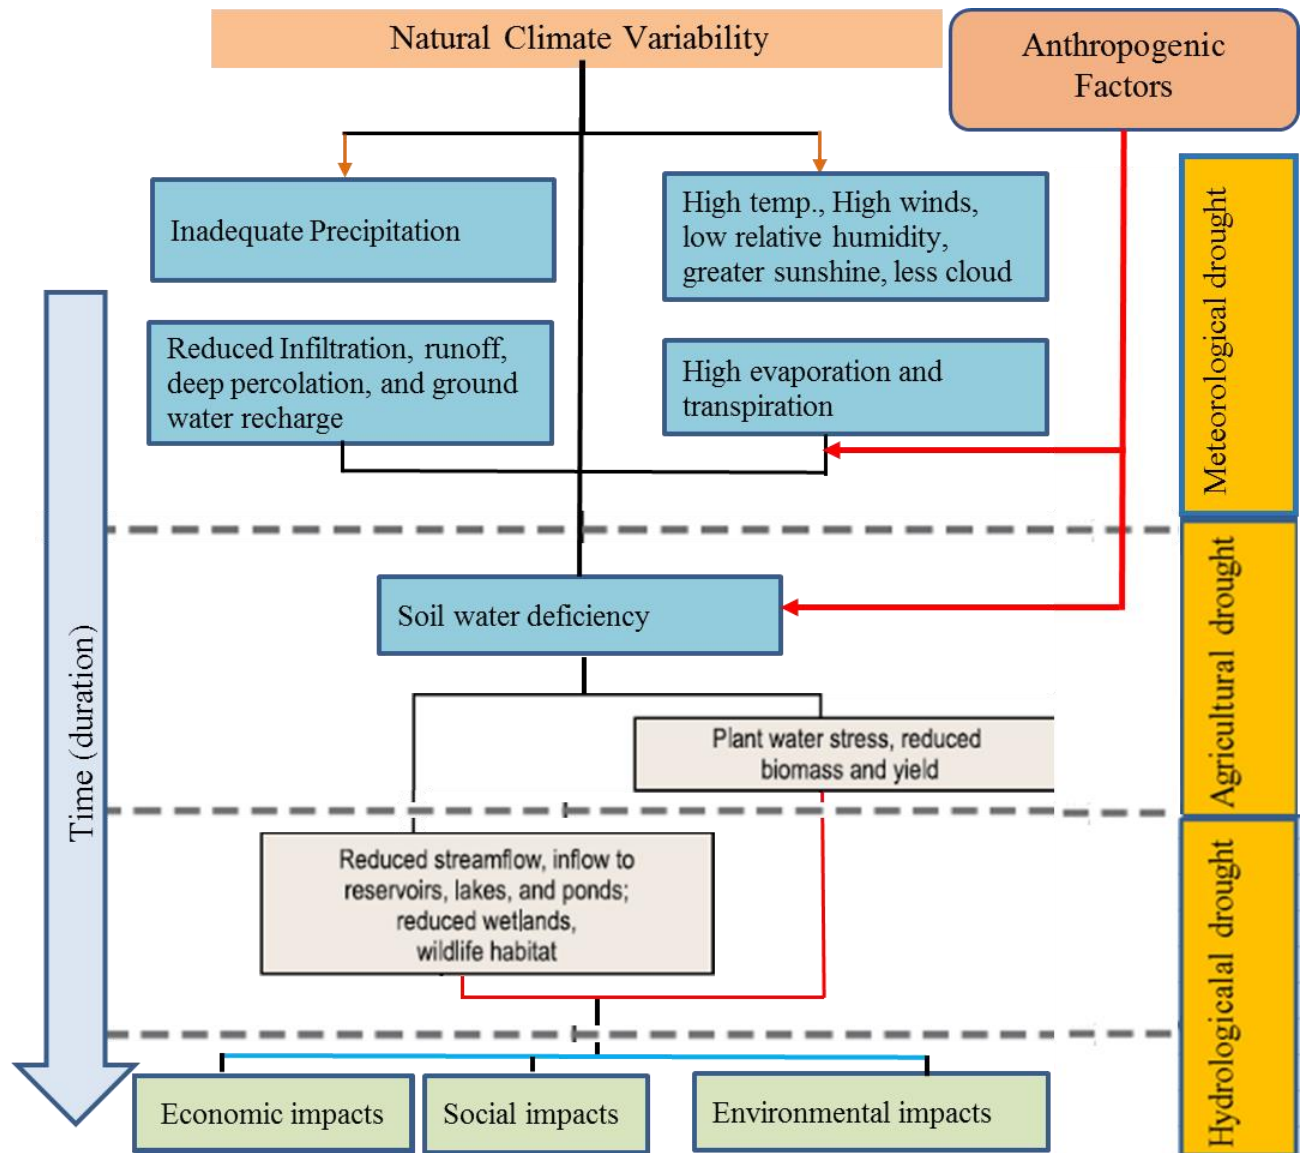 Natural Climate Variability
Anthropogenic
Factors
Inadequate Precipitation
High temp., High winds,
low relative humidity,
greater sunshine, less cloud
Reduced Infiltration, runoff,
deep percolation, and ground
water recharge
High evaporation and
transpiration
Meteorological drought
Time (duration)
Soil water deficiency
Plant water stress, reduced
biomass and yield
Agricultural drought
Reduced streamflow, inflow to
reservoirs, lakes, and ponds;
reduced wetlands,
wildlife habitat
Hydrologicalal drought
Economic impacts
Social impacts
Environmental impacts